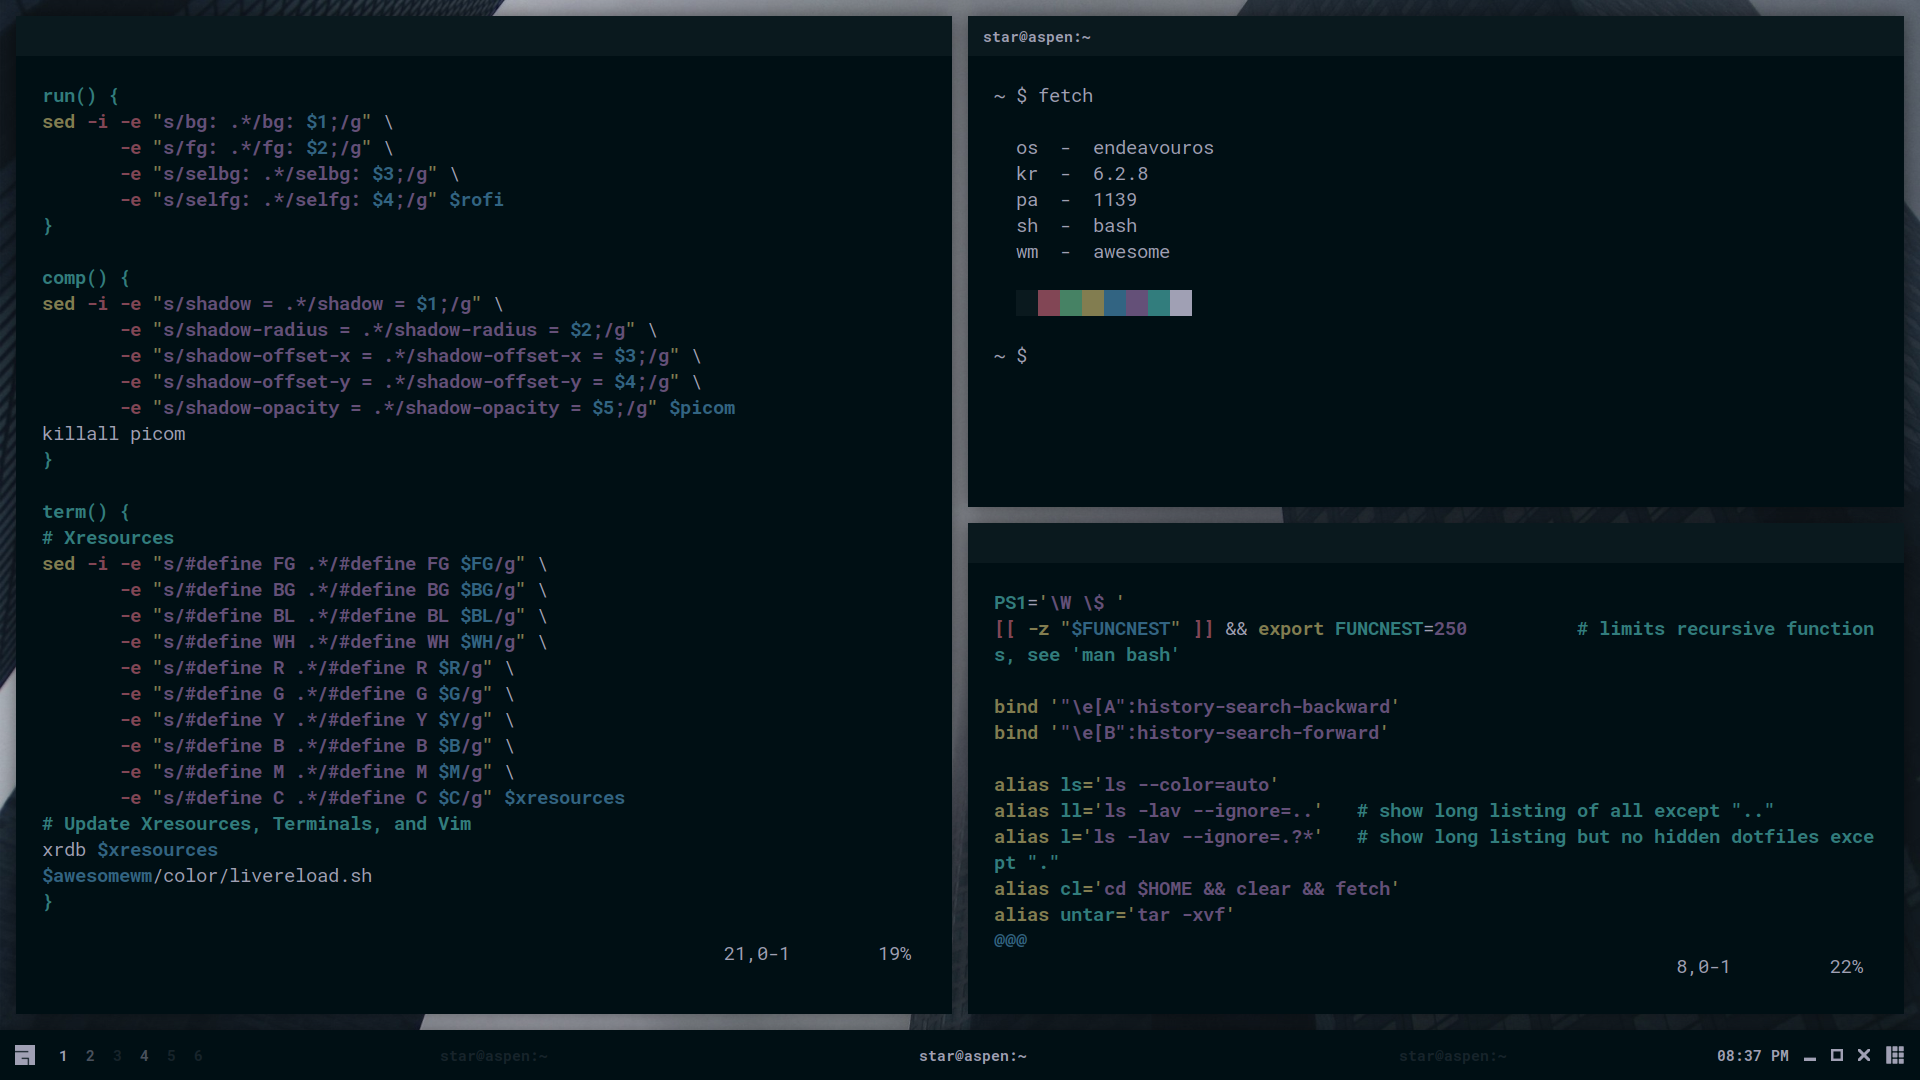 run() {
sed -i -e "s/bg: .*/bg: $1;/g" \
       -e "s/fg: .*/fg: $2;/g" \
       -e "s/selbg: .*/selbg: $3;/g" \
       -e "s/selfg: .*/selfg: $4;/g" $rofi
}

comp() {
sed -i -e "s/shadow = .*/shadow = $1;/g" \
       -e "s/shadow-radius = .*/shadow-radius = $2;/g" \
       -e "s/shadow-offset-x = .*/shadow-offset-x = $3;/g" \
       -e "s/shadow-offset-y = .*/shadow-offset-y = $4;/g" \
       -e "s/shadow-opacity = .*/shadow-opacity = $5;/g" $picom
killall picom
}

term() {
# Xresources
sed -i -e "s/#define FG .*/#define FG $FG/g" \
       -e "s/#define BG .*/#define BG $BG/g" \
       -e "s/#define BL .*/#define BL $BL/g" \
       -e "s/#define WH .*/#define WH $WH/g" \
       -e "s/#define R .*/#define R $R/g" \
       -e "s/#define G .*/#define G $G/g" \
       -e "s/#define Y .*/#define Y $Y/g" \
       -e "s/#define B .*/#define B $B/g" \
       -e "s/#define M .*/#define M $M/g" \
       -e "s/#define C .*/#define C $C/g" $xresources
# Update Xresources, Terminals, and Vim
xrdb $xresources
$awesomewm/color/livereload.sh
}
21,0-1        19%
star@aspen:~
~ $ fetch

  os  -  endeavouros
  kr  -  6.2.8
  pa  -  1139
  sh  -  bash
  wm  -  awesome

~ $
PS1='\W \$ '
[[ -z "$FUNCNEST" ]] && export FUNCNEST=250          # limits recursive function
s, see 'man bash'

bind '"\e[A":history-search-backward'
bind '"\e[B":history-search-forward'

alias ls='ls --color=auto'
alias ll='ls -lav --ignore=..'   # show long listing of all except ".."
alias l='ls -lav --ignore=.?*'   # show long listing but no hidden dotfiles exce
pt "."
alias cl='cd $HOME && clear && fetch'
alias untar='tar -xvf'
@@@
8,0-1         22%
1 2 3 4 5 6 star@aspen:~ star@aspen:~ star@aspen:~ 08:37 PM